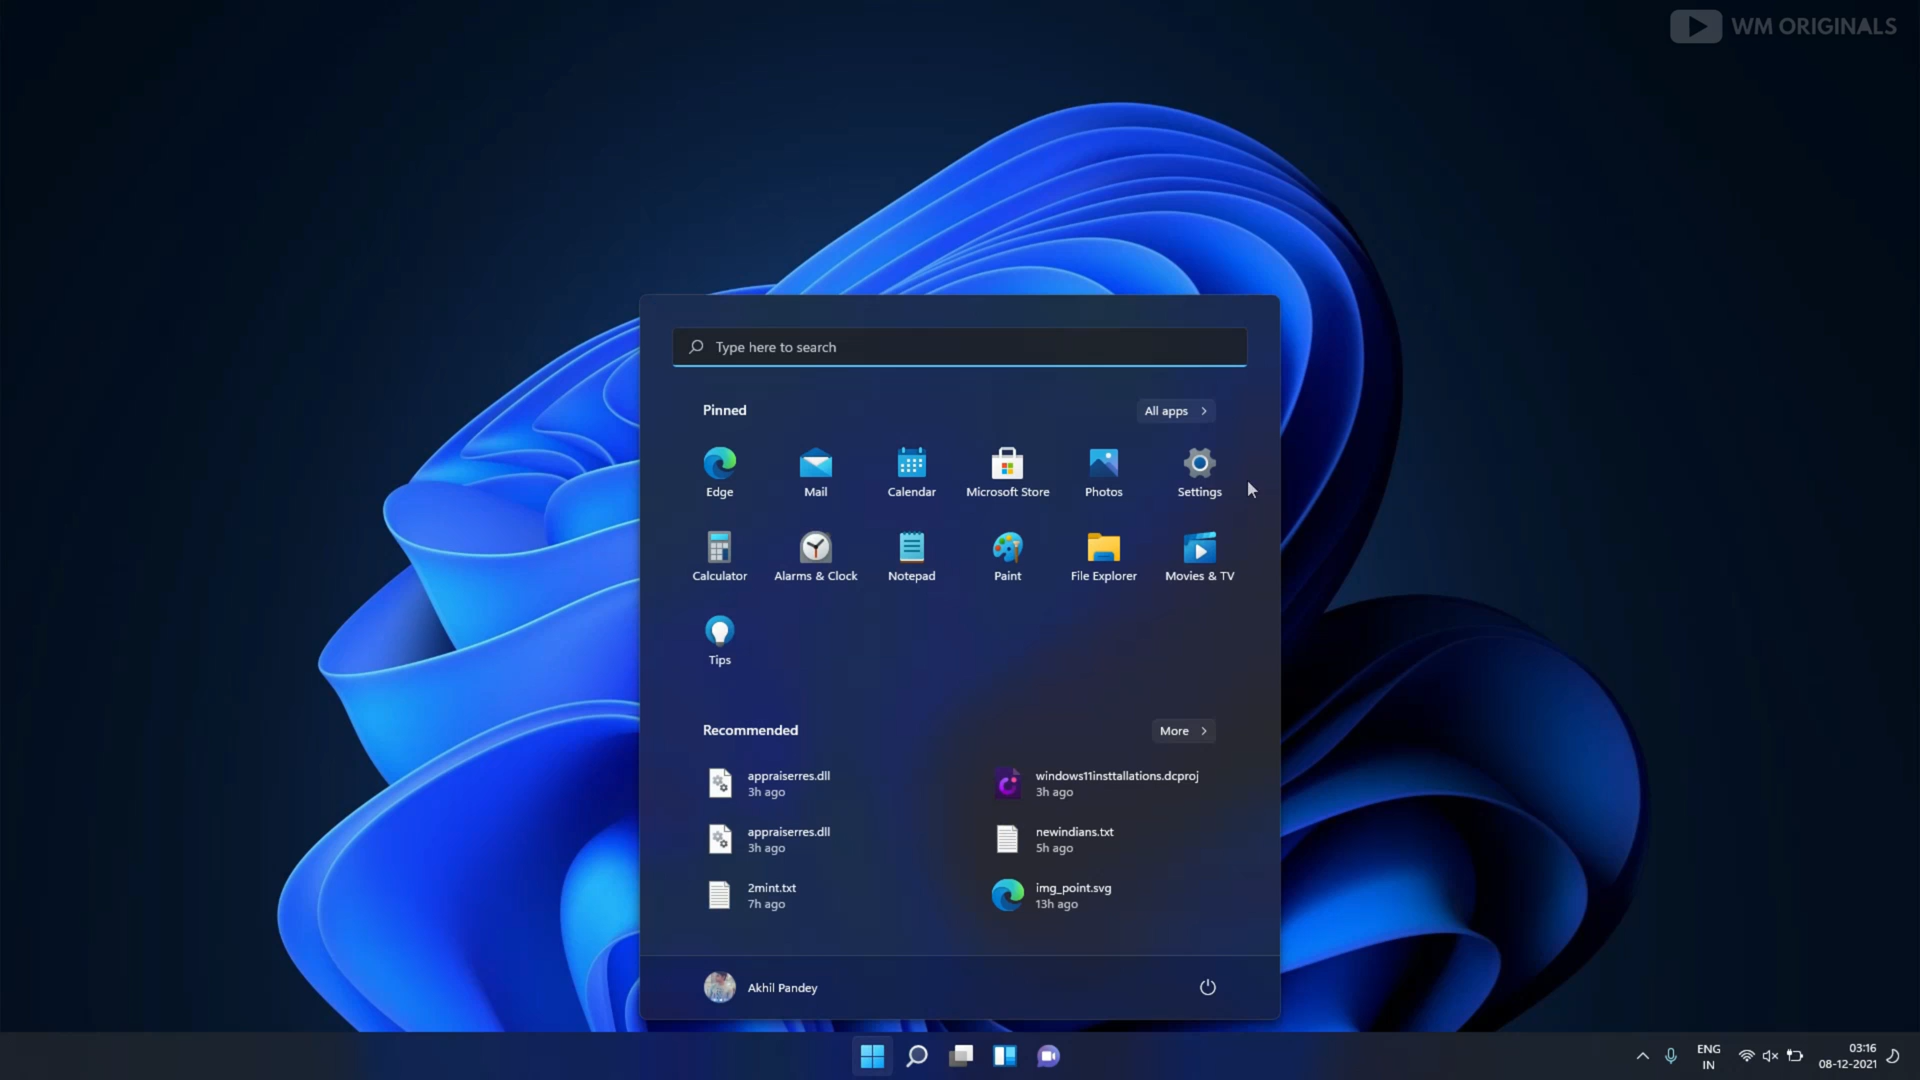 WM ORIGINALS
Type here to search
Pinned
All apps
Edge
Mail
Calendar
Microsoft Store
Photos
Settings
Calculator
Alarms & Clock
Notepad
Paint
File Explorer
Movies & TV
Tips
Recommended
More
appraiserres.dll
3h ago
windows11insttallations.dcproj
3h ago
appraiserres.dll
3h ago
newindians.txt
5h ago
2mint.txt
7h ago
img_point.svg
13h ago
Akhil Pandey
ENG
IN
03:16
08-12-2021